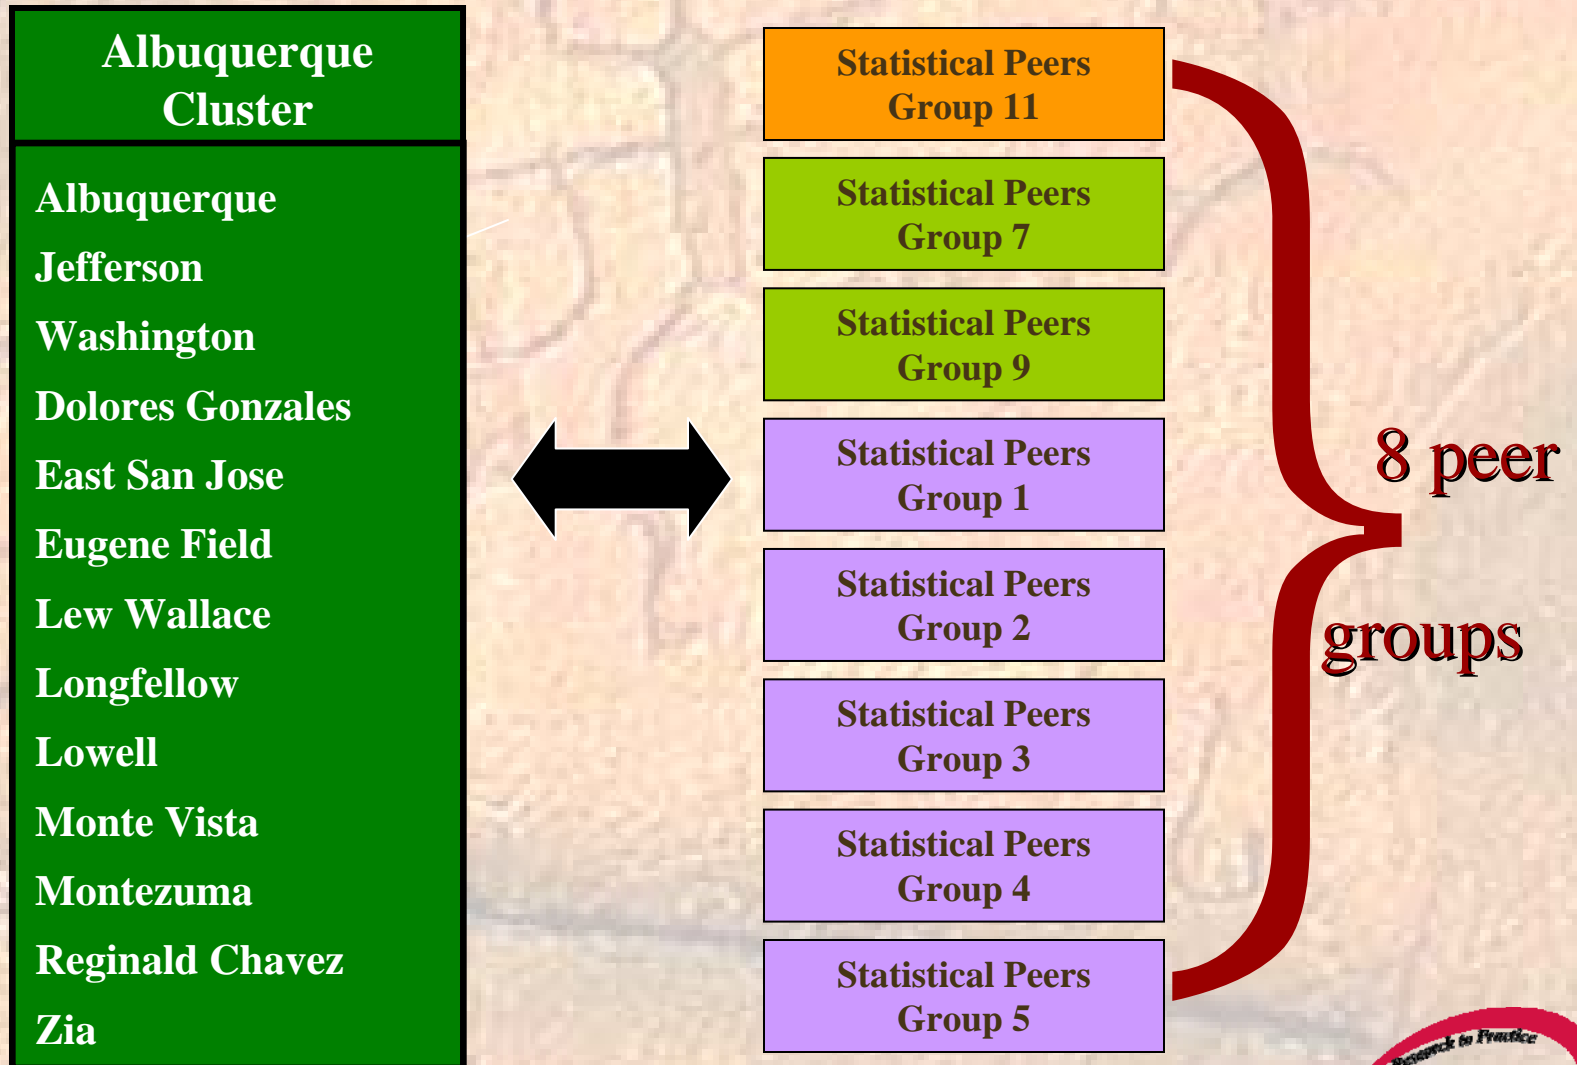 Albuquerque
Cluster
Albuquerque
Jefferson
Washington
Dolores Gonzales
East San Jose
Eugene Field
Lew Wallace
Longfellow
Lowell
Monte Vista
Montezuma
Reginald Chavez
Zia
Statistical Peers
Group 11
Statistical Peers
Group 7
Statistical Peers
Group 9
Statistical Peers
Group 1
Statistical Peers
Group 2
Statistical Peers
Group 3
Statistical Peers
Group 4
Statistical Peers
Group 5
8 peer
groups
Research to Practice